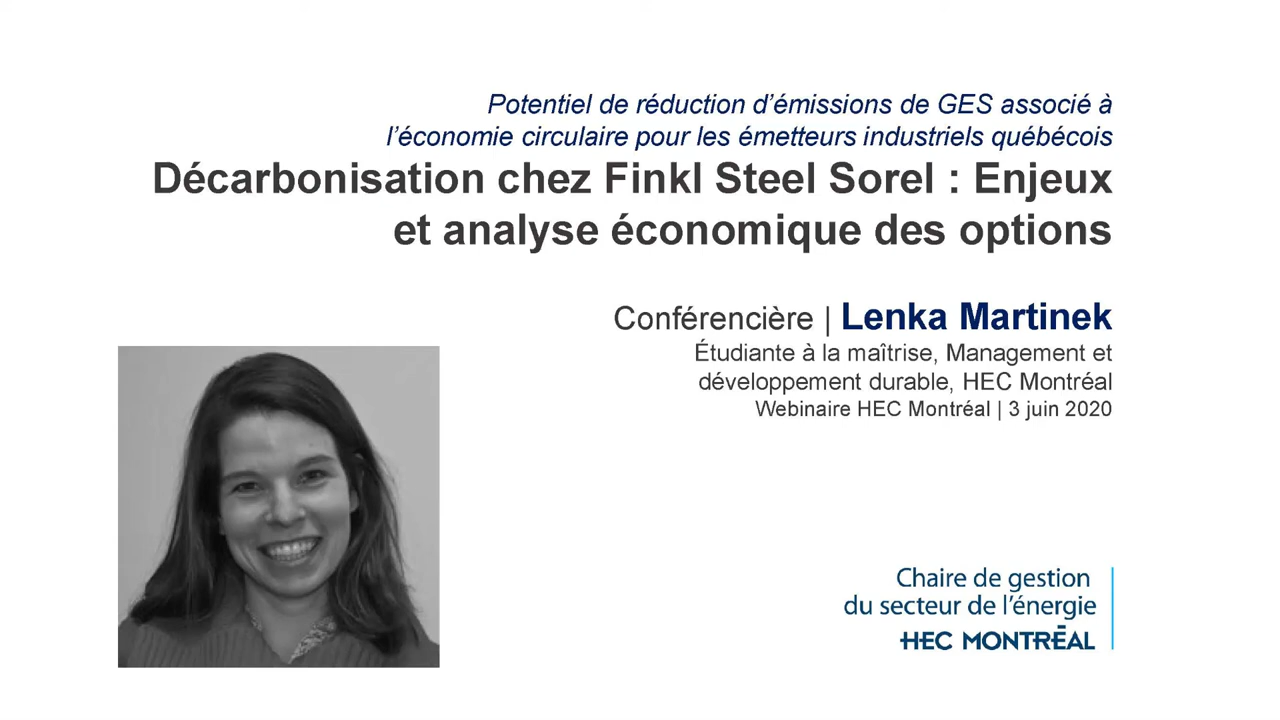 Potentiel de réduction d’émissions de GES associé à
l’économie circulaire pour les émetteurs industriels québécois
Décarbonisation chez Finkl Steel Sorel : Enjeux
et analyse économique des options
Conférencière | Lenka Martinek
Étudiante à la maîtrise, Management et
développement durable, HEC Montréal
Webinaire HEC Montréal | 3 juin 2020
Chaire de gestion
du secteur de l’énergie
HEC MONTRÉAL